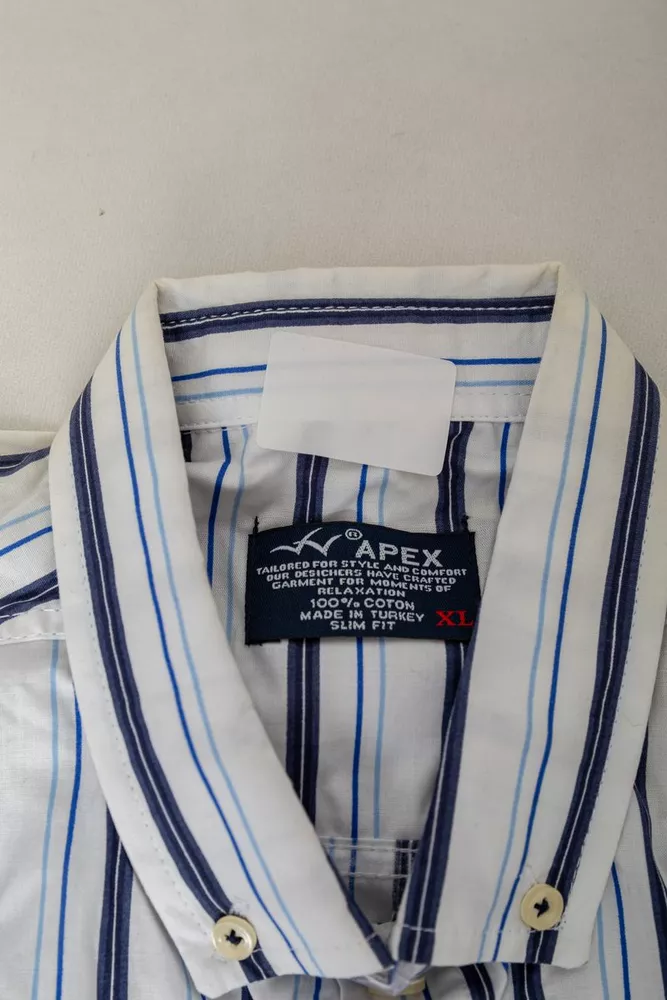 ® APEX
TAILORED FOR STYLE AND COMFORT
OUR DESICHERS HAVE CRAFTED
GARMENT FOR MOMENTS OF
RELAXATION
100% COTON
MADE IN TURKEY XL
SLIM FIT